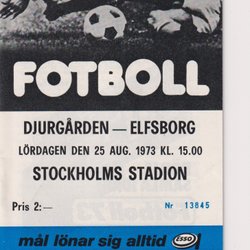 FOTBOLL
DJURGÅRDEN — ELFSBORG
LÖRDAGEN DEN 25 AUG. 1973 KL. 15.00
STOCKHOLMS STADION
Pris 2:—
Nr 13845
mål lönar sig alltid
ESSO